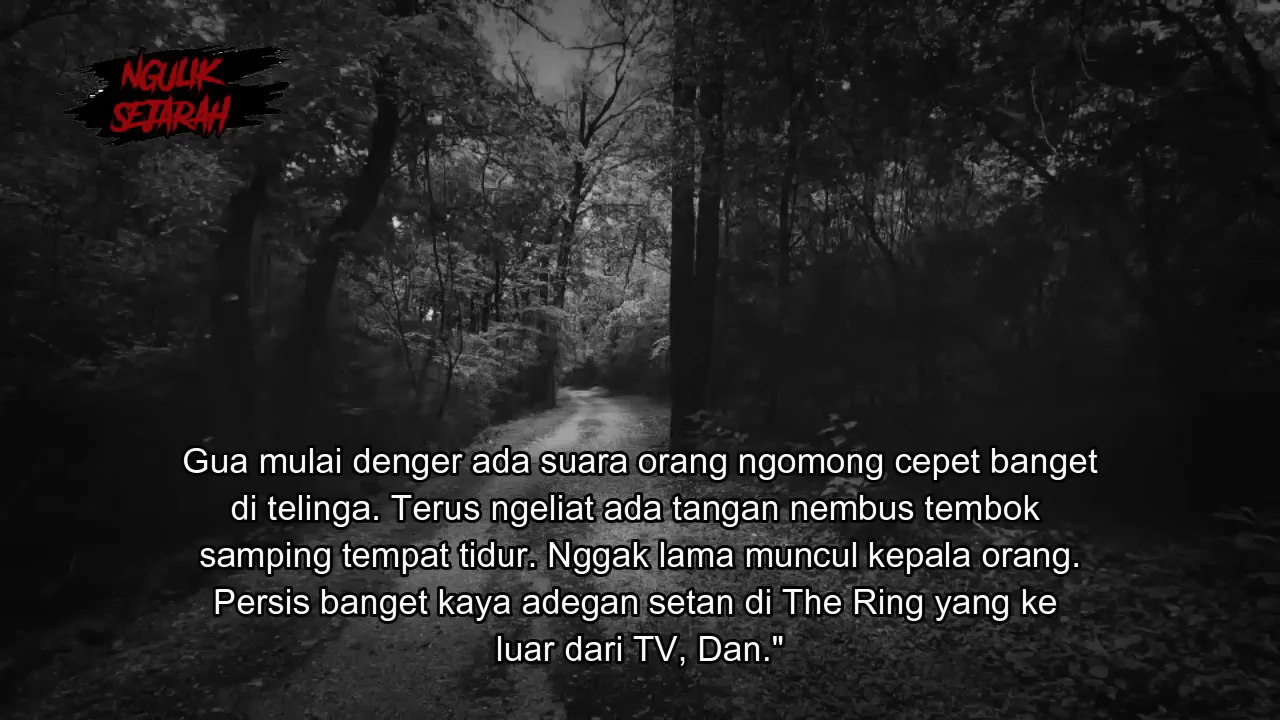 NGULIK
SEJARAH
Gua mulai denger ada suara orang ngomong cepet banget
di telinga. Terus ngeliat ada tangan nembus tembok
samping tempat tidur. Nggak lama muncul kepala orang.
Persis banget kaya adegan setan di The Ring yang ke
luar dari TV, Dan."